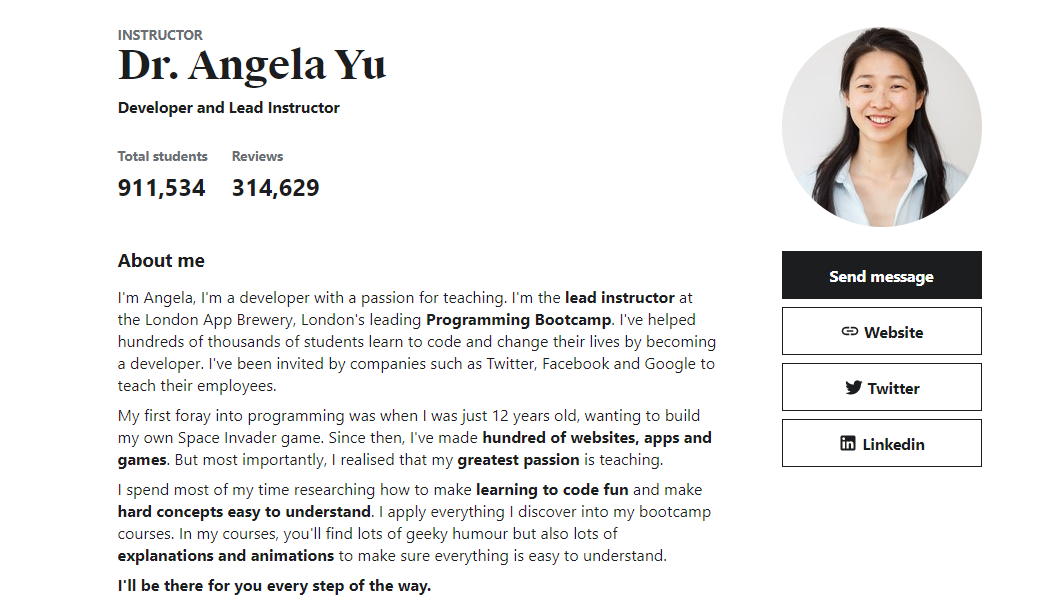 INSTRUCTOR
Dr. Angela Yu
Developer and Lead Instructor
Total students Reviews
911,534 314,629
About me
I'm Angela, I'm a developer with a passion for teaching. I'm the lead instructor at
the London App Brewery, London's leading Programming Bootcamp. I've helped
hundreds of thousands of students learn to code and change their lives by becoming
a developer. I've been invited by companies such as Twitter, Facebook and Google to
teach their employees.
My first foray into programming was when I was just 12 years old, wanting to build
my own Space Invader game. Since then, I've made hundred of websites, apps and
games. But most importantly, I realised that my greatest passion is teaching.
I spend most of my time researching how to make learning to code fun and make
hard concepts easy to understand. I apply everything I discover into my bootcamp
courses. In my courses, you'll find lots of geeky humour but also lots of
explanations and animations to make sure everything is easy to understand.
I'll be there for you every step of the way.
Send message
Website
Twitter
Linkedin